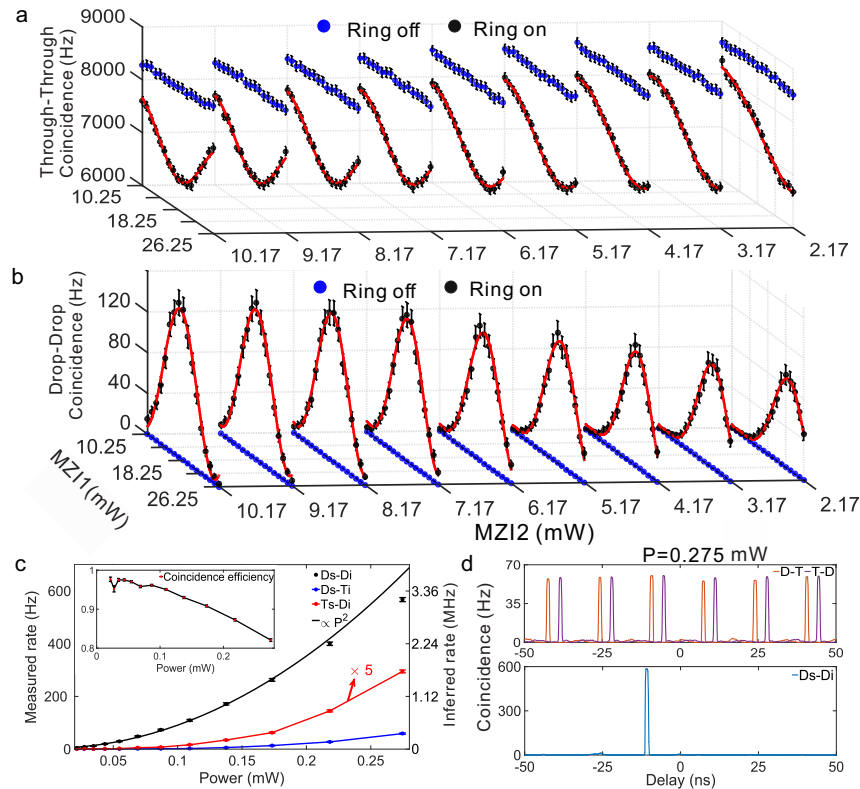 a
Ring off Ring on
Through-Through
Coincidence (Hz)
9000
8000
7000
6000
10.25
18.25
26.25
10.17 9.17 8.17 7.17 6.17 5.17 4.17 3.17 2.17
b
Ring off Ring on
Drop-Drop
Coincidence (Hz)
120
80
40
0
10.25
18.25
26.25
MZI1(mW)
10.17 9.17 8.17 7.17 6.17 5.17 4.17 3.17 2.17
MZI2 (mW)
c
Measured rate (Hz)
600
400
200
0
0.05 0.1 0.15 0.2 0.25
Power (mW)
Inferred rate (MHz)
3.36
2.24
1.12
0
Ds-Di
Ds-Ti
Ts-Di
∝ P²
× 5
Coincidence efficiency
1
0.9
0.8
0 0.1 0.2
Power (mW)
d
P=0.275 mW
D-T T-D
70
35
0
-50 -25 0 25 50
Coincidence (Hz)
Ds-Di
600
300
0
-50 -25 0 25 50
Delay (ns)